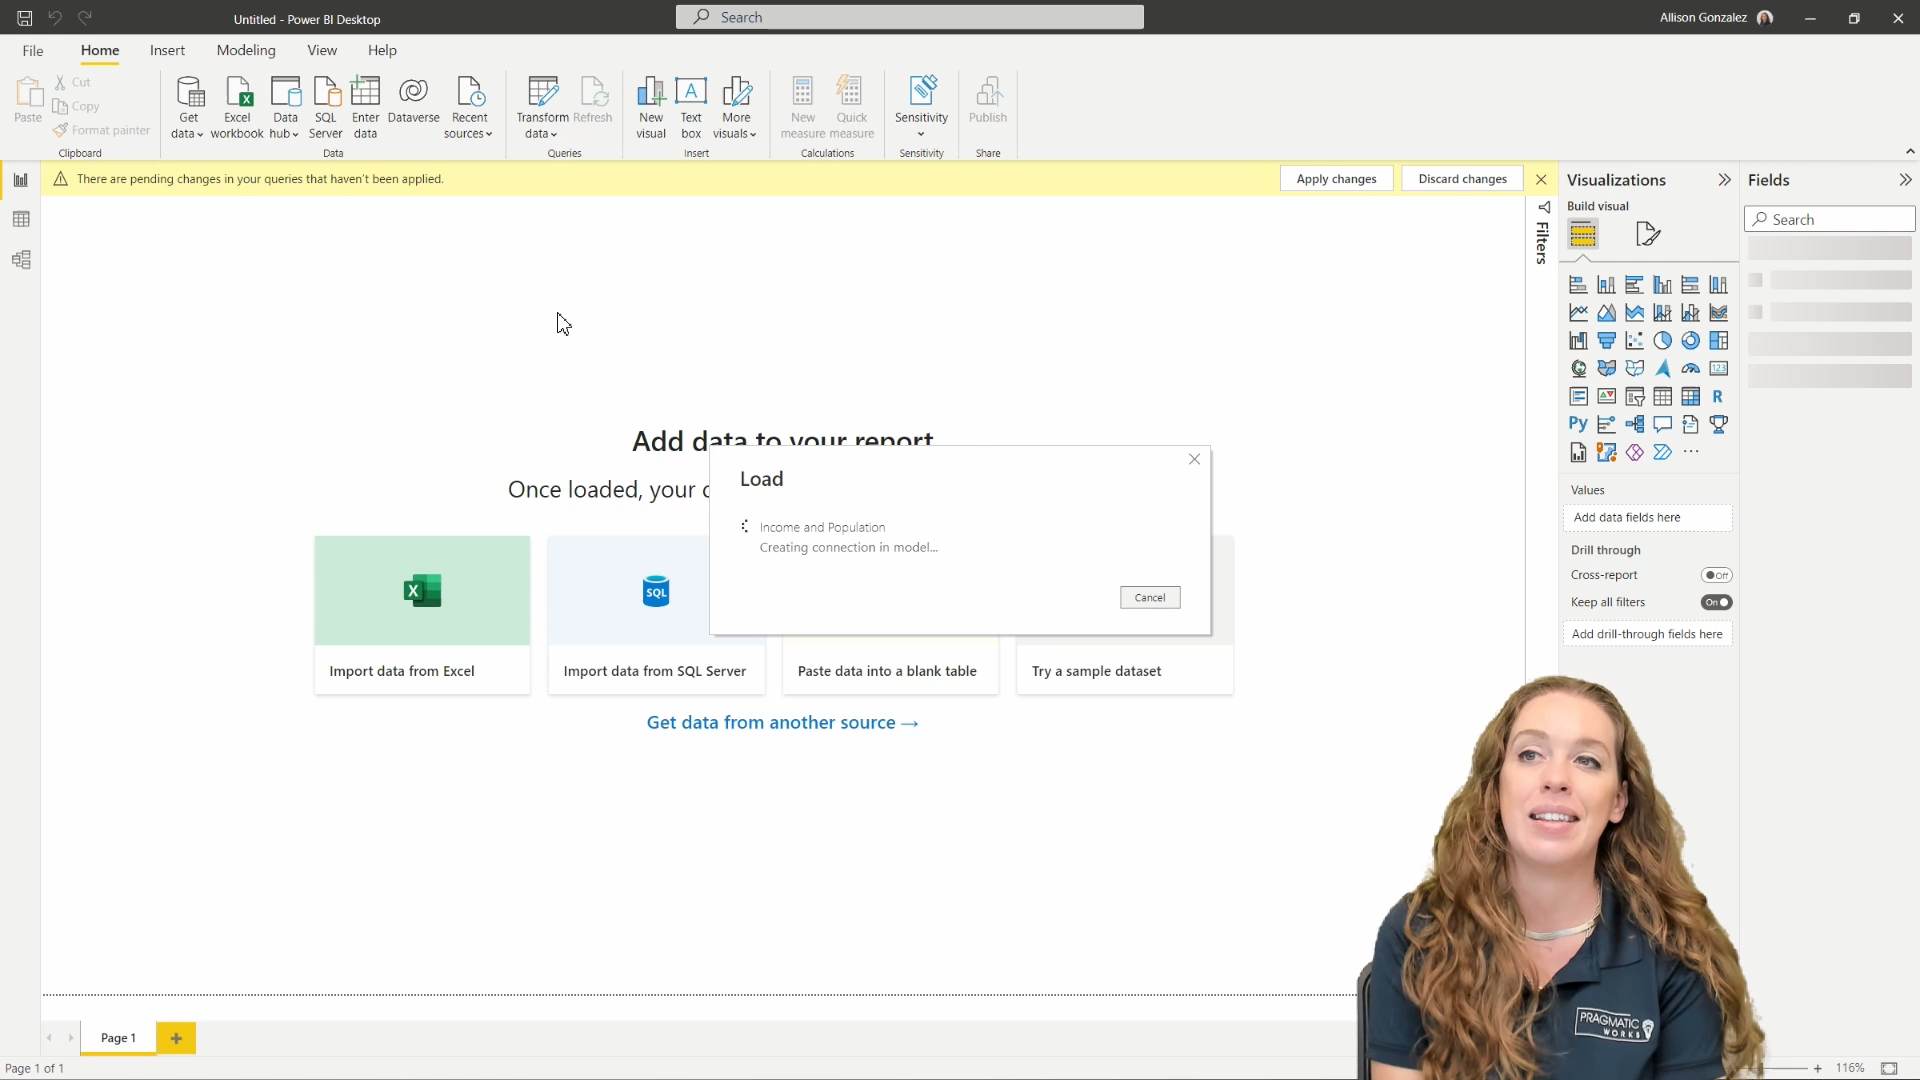 Untitled - Power BI Desktop
Search
Allison Gonzalez
File
Home
Insert
Modeling
View
Help
Paste
Cut
Copy
Format painter
Get data
Excel workbook
Data hub
SQL Server
Enter data
Dataverse
Recent sources
Transform data
Refresh
New visual
Text box
More visuals
New measure
Quick measure
Sensitivity
Publish
Clipboard
Data
Queries
Insert
Calculations
Sensitivity
Share
There are pending changes in your queries that haven't been applied.
Apply changes
Discard changes
Filters
Visualizations
Build visual
Fields
Search
123
R
Py
Values
Add data fields here
Drill through
Cross-report
Off
Keep all filters
On
Add drill-through fields here
Add data to your report
Once loaded, your
Load
Income and Population
Creating connection in model...
Cancel
X
SQL
Import data from Excel
Import data from SQL Server
Paste data into a blank table
Try a sample dataset
Get data from another source →
PRAGMATIC
WORKS
Page 1
Page 1 of 1
116%